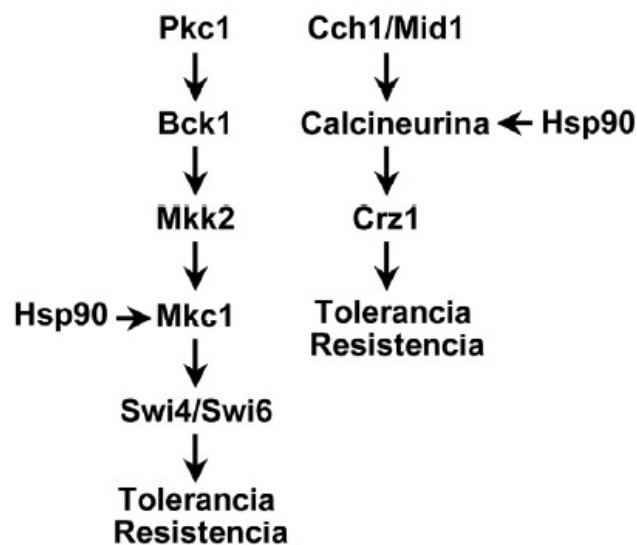 Pkc1
Cch1/Mid1
Bck1
Calcineurina
Hsp90
Mkk2
Crz1
Hsp90
Mkc1
Tolerancia
Resistencia
Swi4/Swi6
Tolerancia
Resistencia